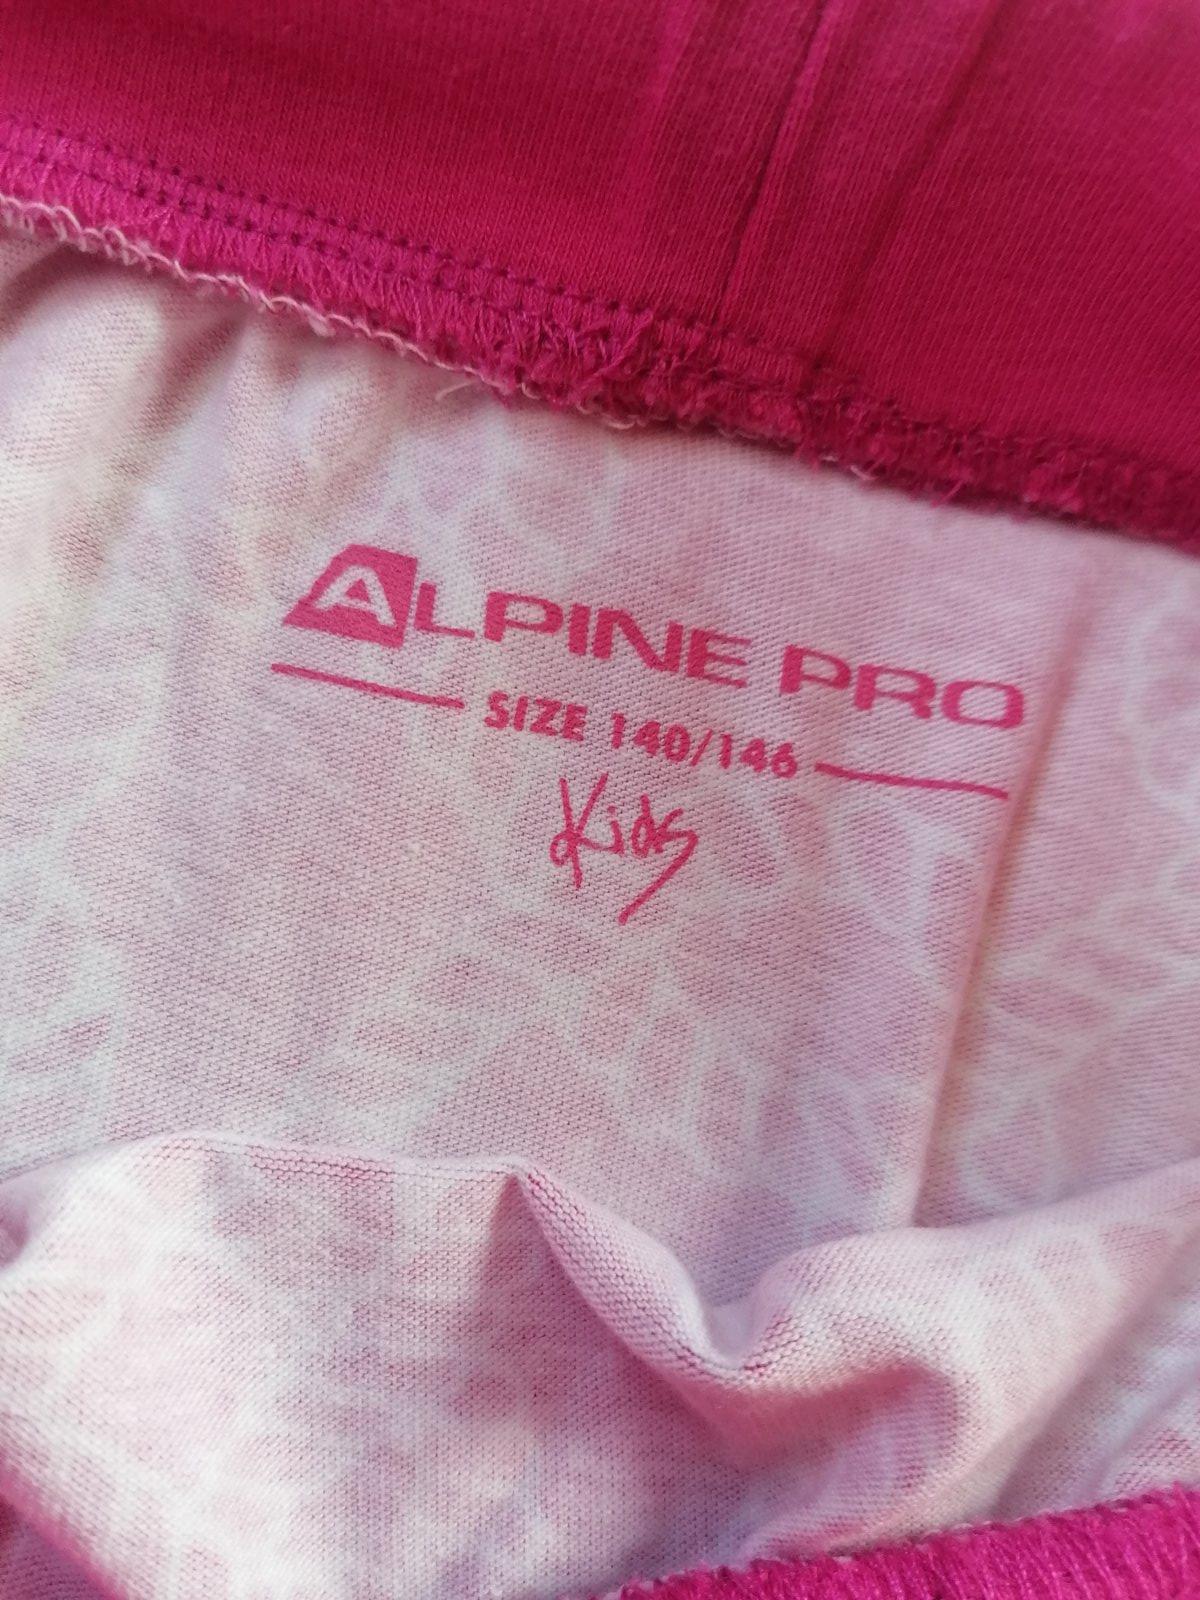 ALPINE PRO
SIZE 140/146
Kids